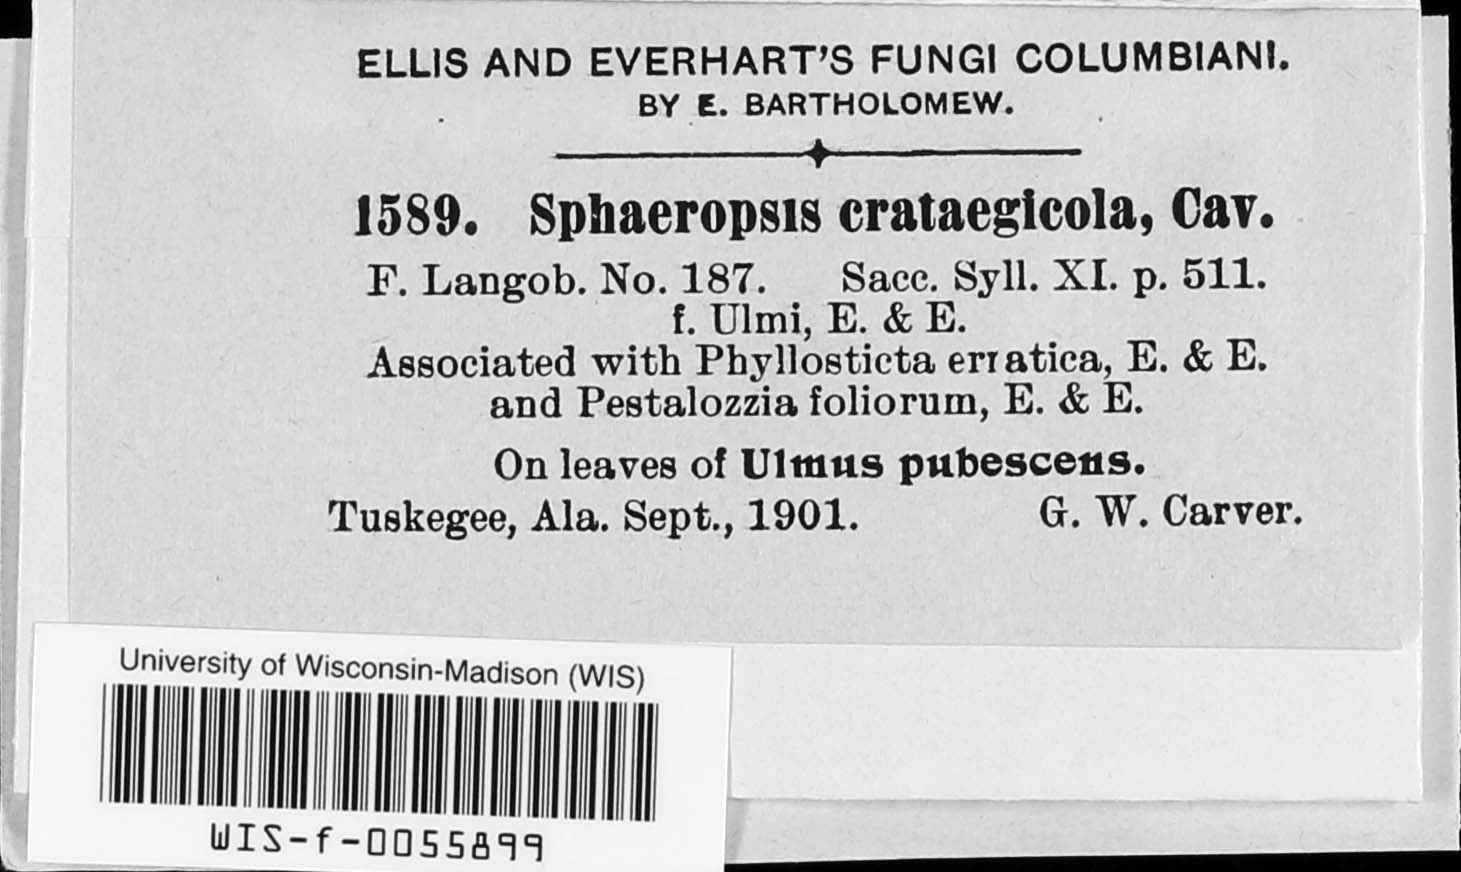 ELLIS AND EVERHART'S FUNGI COLUMBIANI.
BY E. BARTHOLOMEW.
1589. Sphaeropsis crataegicola, Cav.
F. Langob. No. 187. Sacc. Syll. XI. p. 511.
f. Ulmi, E. & E.
Associated with Phyllosticta erratica, E. & E.
and Pestalozzia foliorum, E. & E.
On leaves of Ulmus pubescens.
Tuskegee, Ala. Sept., 1901. G. W. Carver.
University of Wisconsin-Madison (WIS)
WIS-f-0055899